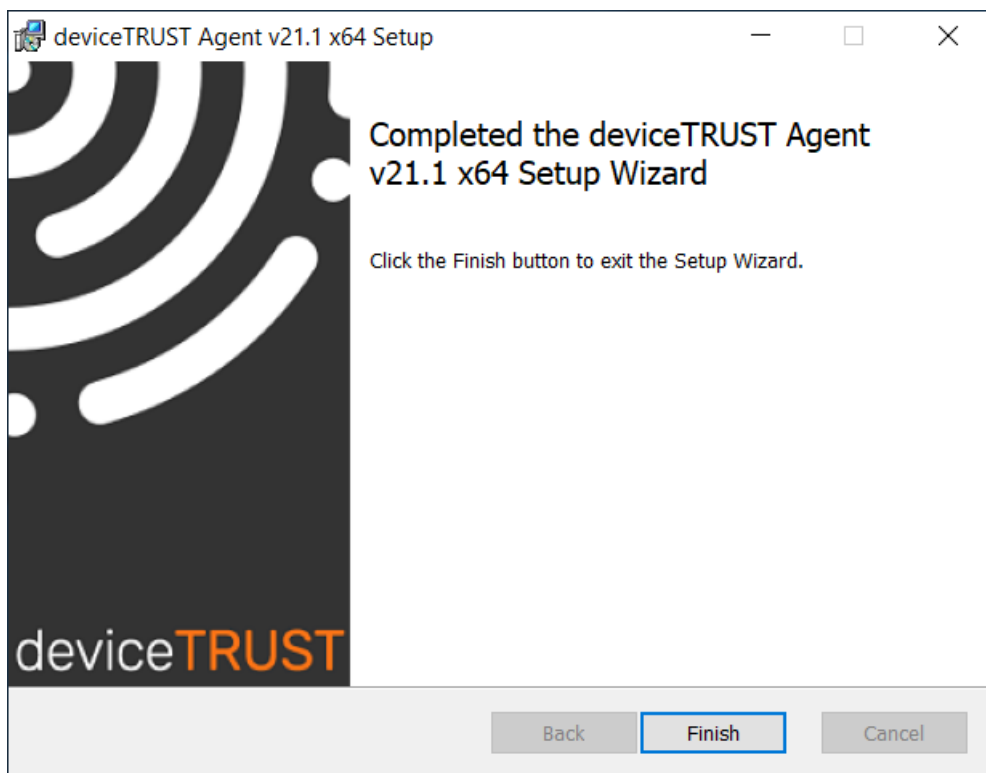 deviceTRUST Agent v21.1 x64 Setup
Completed the deviceTRUST Agent
v21.1 x64 Setup Wizard
Click the Finish button to exit the Setup Wizard.
deviceTRUST
Back
Finish
Cancel